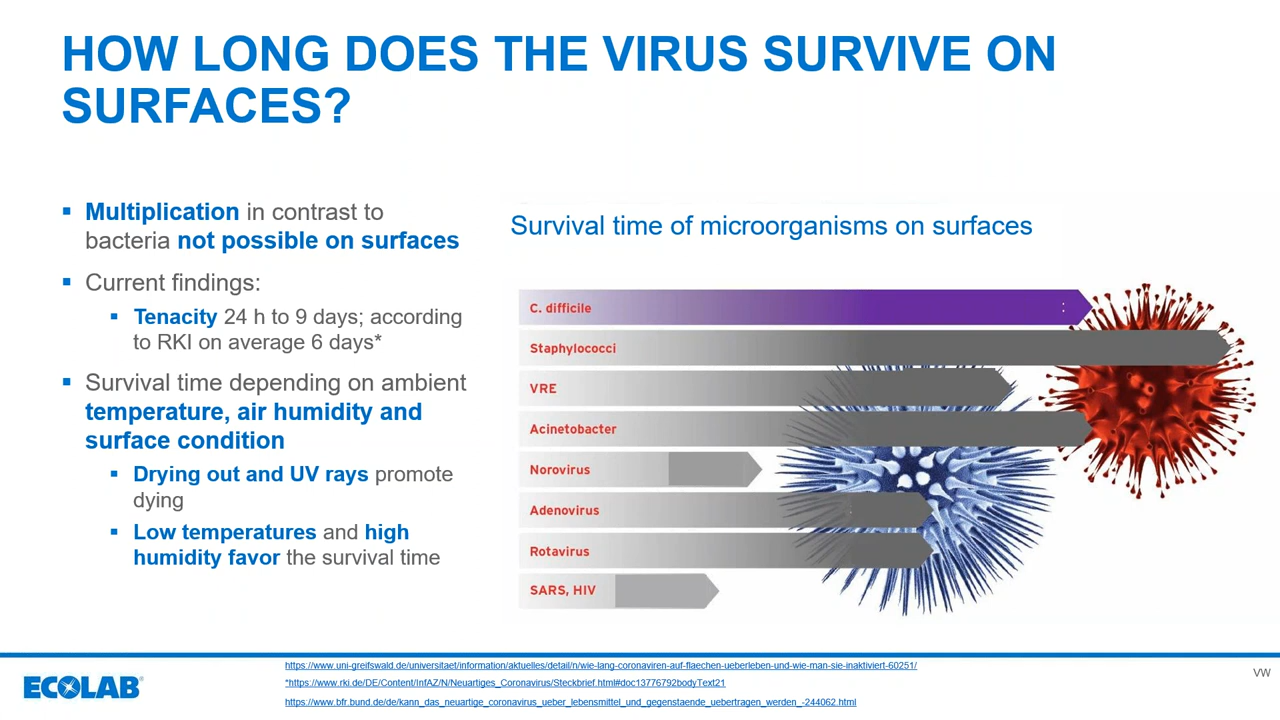 HOW LONG DOES THE VIRUS SURVIVE ON
SURFACES?
Multiplication in contrast to
bacteria not possible on surfaces
Current findings:
Tenacity 24 h to 9 days; according
to RKI on average 6 days*
Survival time depending on ambient
temperature, air humidity and
surface condition
Drying out and UV rays promote
dying
Low temperatures and high
humidity favor the survival time
Survival time of microorganisms on surfaces
C. difficile
Staphylococci
VRE
Acinetobacter
Norovirus
Adenovirus
Rotavirus
SARS, HIV
https://www.uni-greifswald.de/universitaet/information/aktuelles/detail/n/wie-lang-coronaviren-auf-flaechen-ueberleben-und-wie-man-sie-inaktiviert-60251/
*https://www.rki.de/DE/Content/InfAZ/N/Neuartiges_Coronavirus/Steckbrief.html#doc13776792bodyText21
https://www.bfr.bund.de/de/kann_das_neuartige_coronavirus_ueber_lebensmittel_und_gegenstaende_uebertragen_werden_-244062.html
ECOLAB®
VW